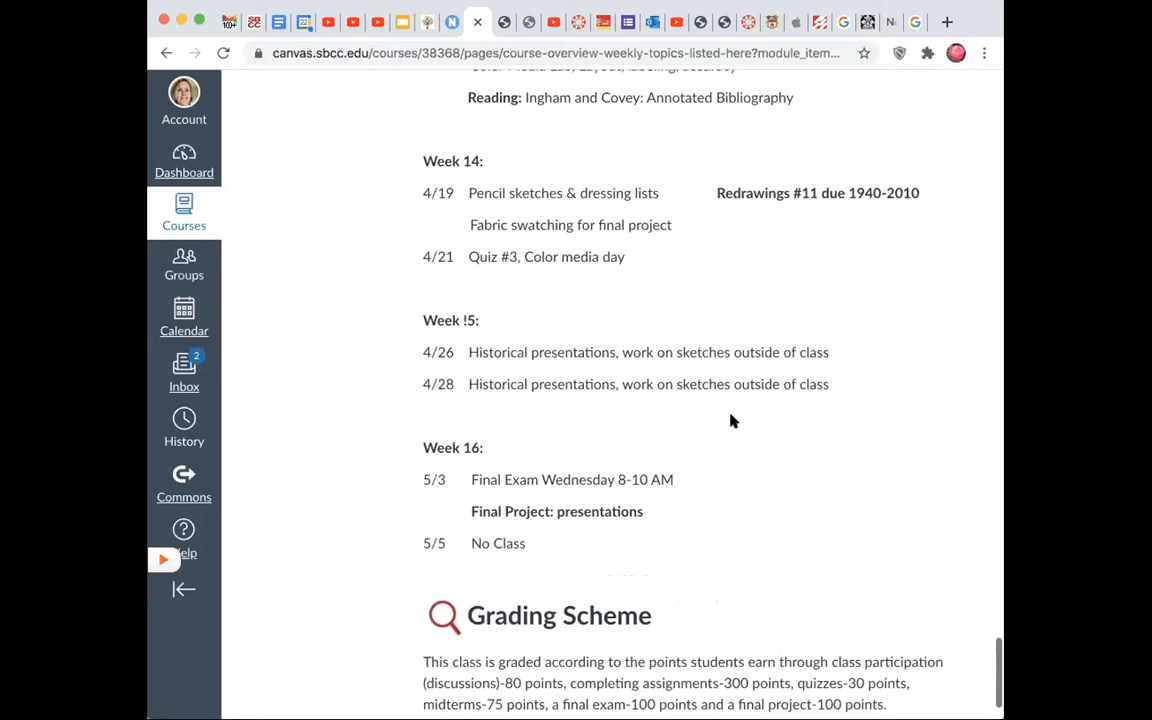 canvas.sbcc.edu/courses/38368/pages/course-overview-weekly-topics-listed-here?module_item...
Account
Dashboard
Courses
Groups
Calendar
2
Inbox
History
Commons
Help
Reading: Ingham and Covey: Annotated Bibliography
Week 14:
4/19 Pencil sketches & dressing lists Redrawings #11 due 1940-2010
Fabric swatching for final project
4/21 Quiz #3, Color media day
Week !5:
4/26 Historical presentations, work on sketches outside of class
4/28 Historical presentations, work on sketches outside of class
Week 16:
5/3 Final Exam Wednesday 8-10 AM
Final Project: presentations
5/5 No Class
Grading Scheme
This class is graded according to the points students earn through class participation
(discussions)-80 points, completing assignments-300 points, quizzes-30 points,
midterms-75 points, a final exam-100 points and a final project-100 points.